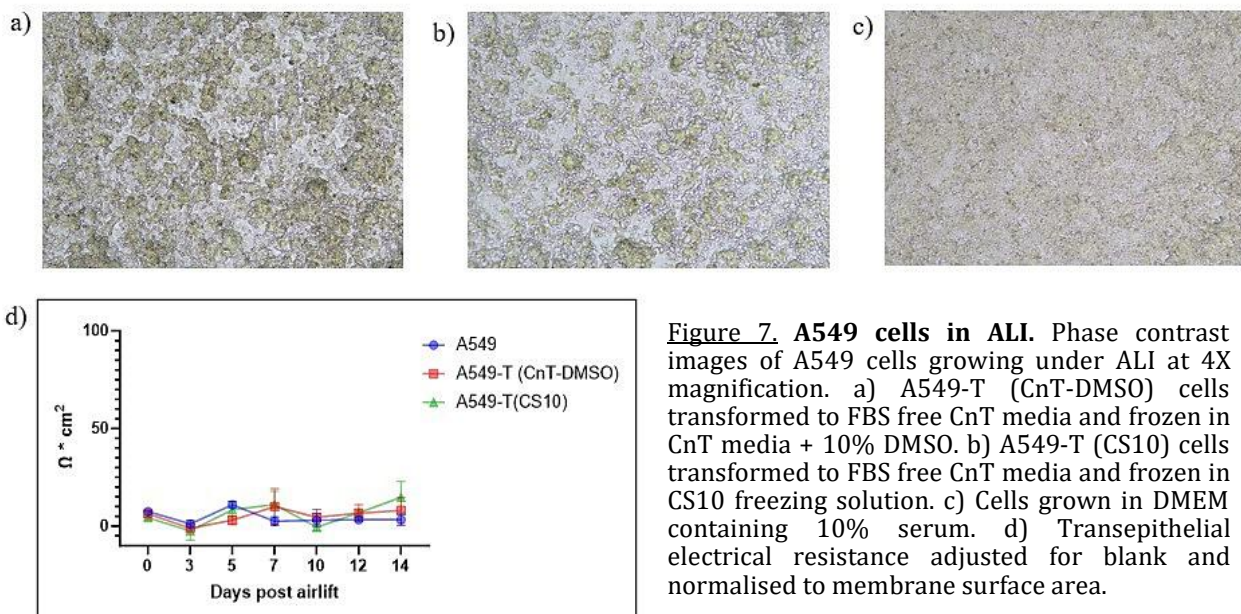 a)
b)
c)
d)
100
50
0
Ω * cm²
0 3 5 7 10 12 14
Days post airlift
A549
A549-T (CnT-DMSO)
A549-T(CS10)
Figure 7. A549 cells in ALI. Phase contrast
images of A549 cells growing under ALI at 4X
magnification. a) A549-T (CnT-DMSO) cells
transformed to FBS free CnT media and frozen in
CnT media + 10% DMSO. b) A549-T (CS10) cells
transformed to FBS free CnT media and frozen in
CS10 freezing solution. c) Cells grown in DMEM
containing 10% serum. d) Transepithelial
electrical resistance adjusted for blank and
normalised to membrane surface area.